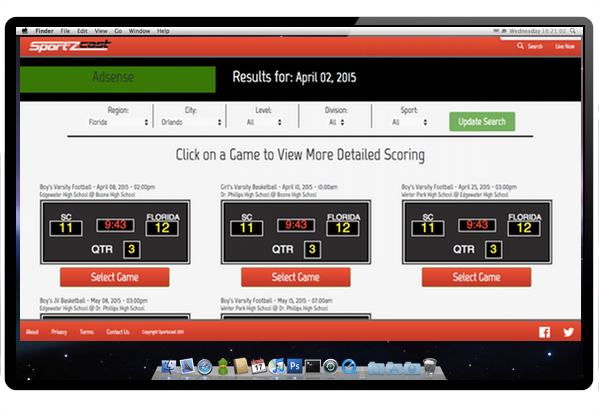 Finder File Edit View Go Window Help
Wednesday 16:21:02
SportZcast
Search Live Now
Adsense
Results for: April 02, 2015
Region: City: Level: Division: Sport:
Florida Orlando All All All
Update Search
Click on a Game to View More Detailed Scoring
Boy's Varsity Football - April 08, 2015 - 02:00pm
Edgewater High School @ Boone High School
SC FLORIDA
11 9:43 12
QTR 3
Select Game
Girl's Varsity Basketball - April 10, 2015 - 10:00am
Dr. Phillips High School @ Boone High School
SC FLORIDA
11 9:43 12
QTR 3
Select Game
Boy's Varsity Football - April 25, 2015 - 03:00pm
Winter Park High School @ Edgewater High School
SC FLORIDA
11 9:43 12
QTR 3
Select Game
Boy's JV Basketball - May 08, 2015 - 03:00pm
Edgewater High School @ Dr. Phillips High School
Boy's Varsity Football - May 15, 2015 - 07:00am
Winter Park High School @ Dr. Phillips High School
About Privacy Terms Contact Us Copyright Sportzcast 2015
17
Ps